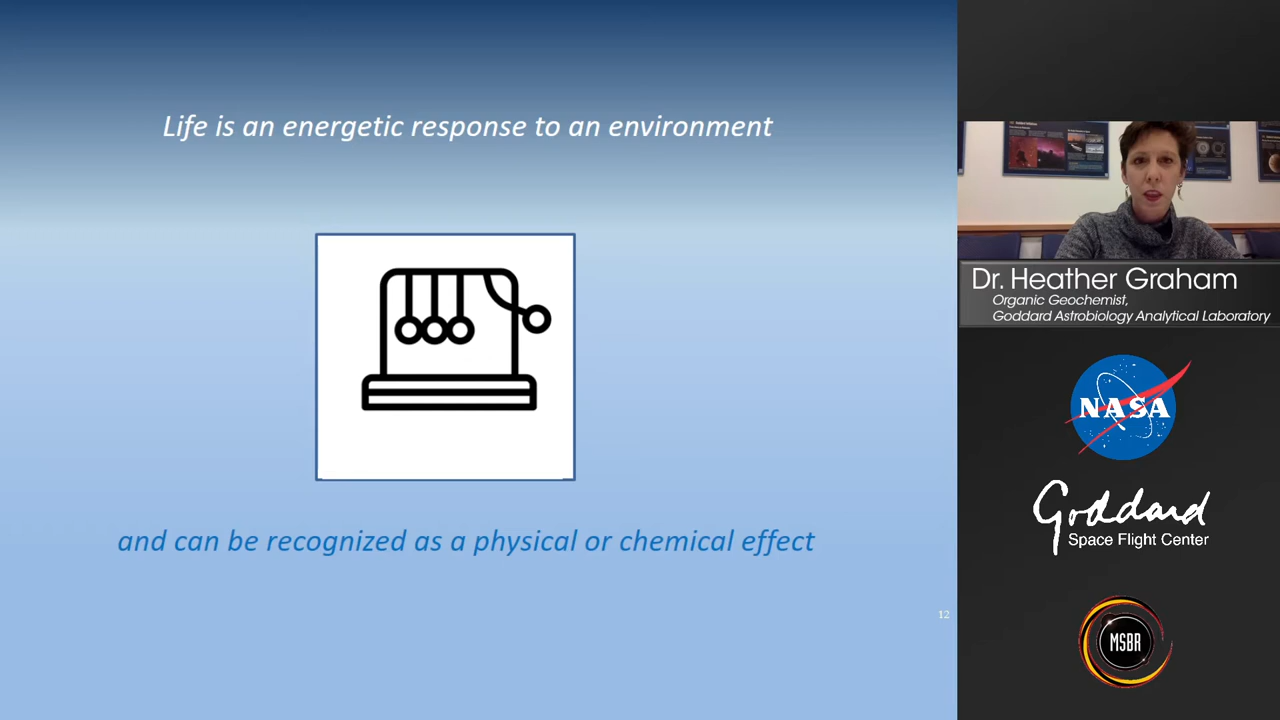 Life is an energetic response to an environment
and can be recognized as a physical or chemical effect
12
Dr. Heather Graham
Organic Geochemist,
Goddard Astrobiology Analytical Laboratory
NASA
Goddard
Space Flight Center
MSBR